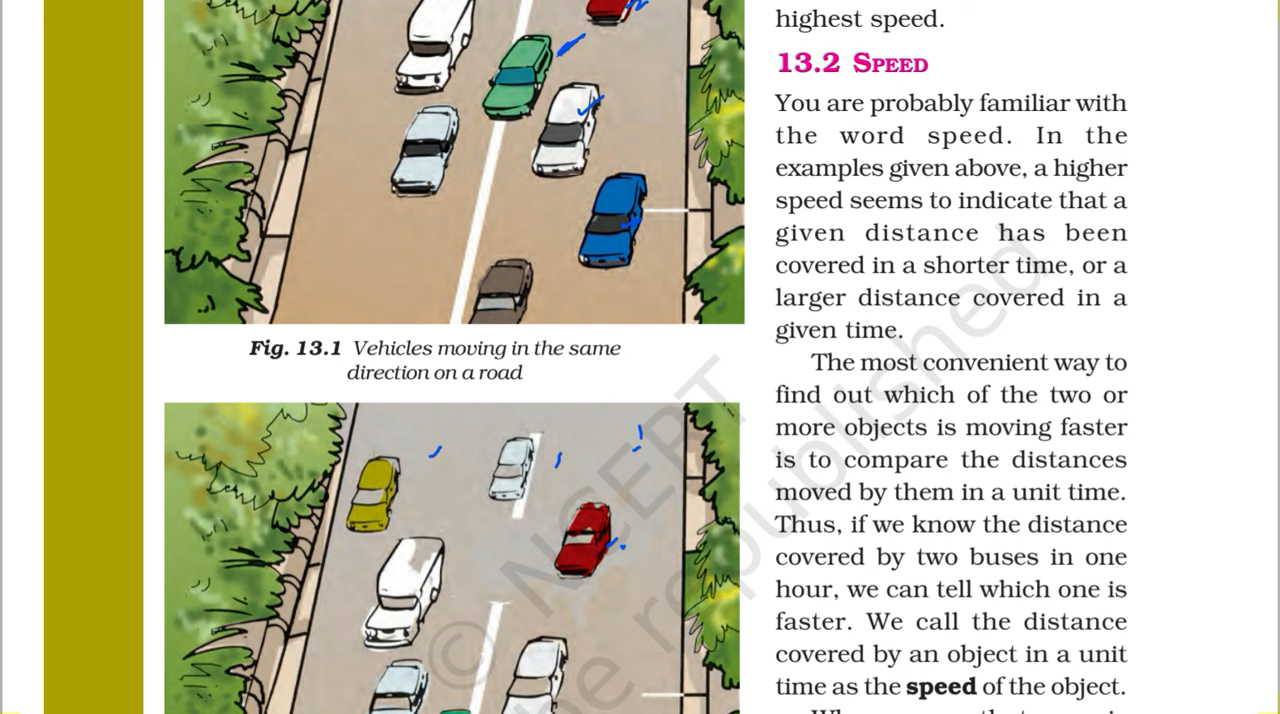 highest speed.
13.2 SPEED
You are probably familiar with
the word speed. In the
examples given above, a higher
speed seems to indicate that a
given distance has been
covered in a shorter time, or a
larger distance covered in a
given time.
The most convenient way to
find out which of the two or
more objects is moving faster
is to compare the distances
moved by them in a unit time.
Thus, if we know the distance
covered by two buses in one
hour, we can tell which one is
faster. We call the distance
covered by an object in a unit
time as the speed of the object.
Fig. 13.1 Vehicles moving in the same
direction on a road
© NCERT
be republished